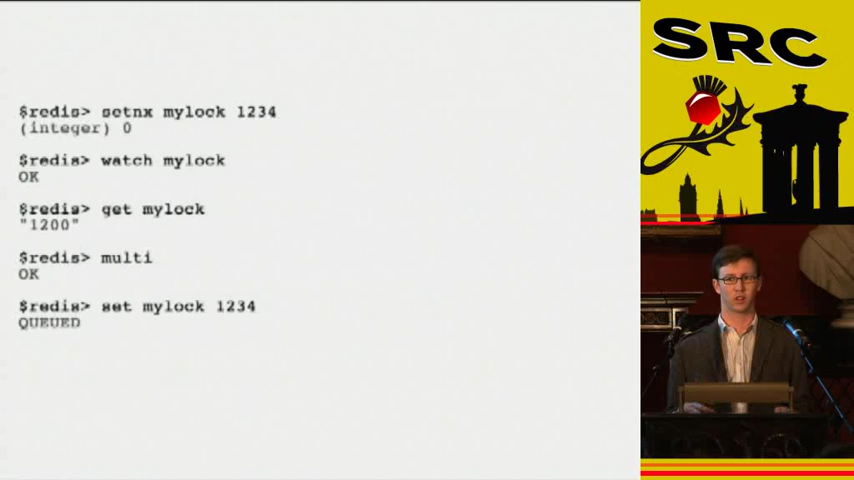 $redis> setnx mylock 1234
(integer) 0
$redis> watch mylock
OK
$redis> get mylock
"1200"
$redis> multi
OK
$redis> set mylock 1234
QUEUED
SRC